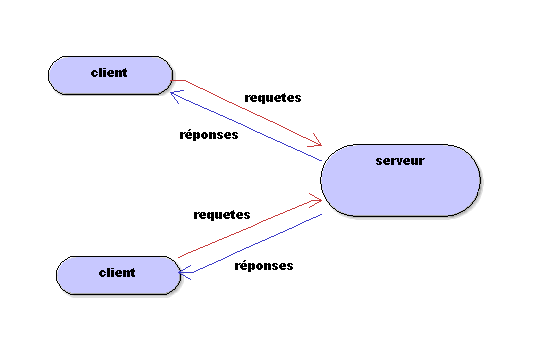 client
requetes
réponses
serveur
requetes
réponses
client